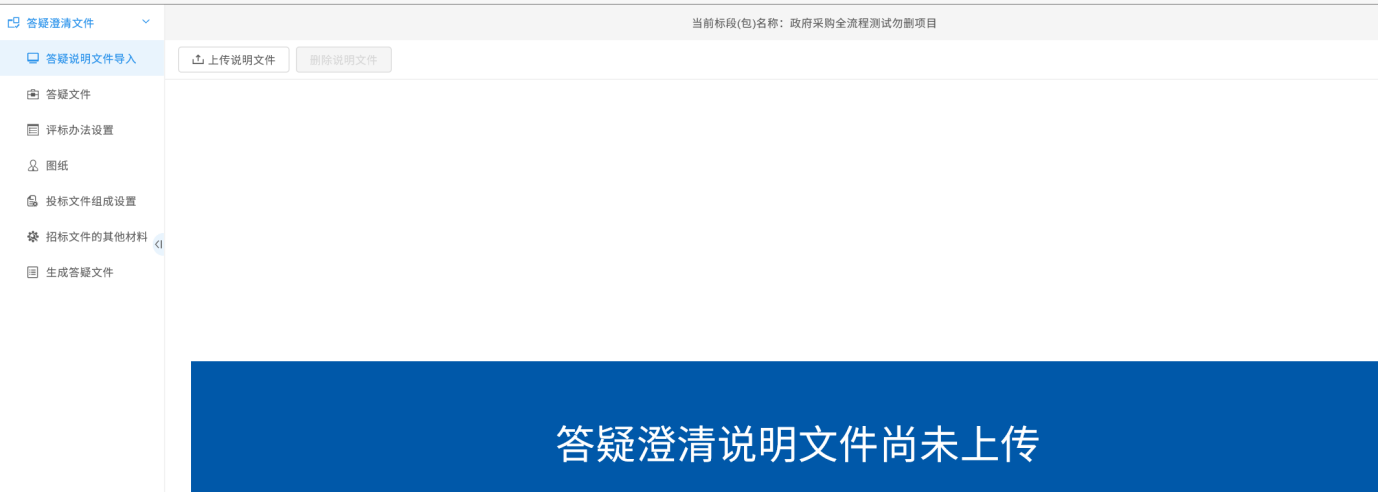 答疑澄清文件
当前标段(包)名称：政府采购全流程测试勿删项目
答疑说明文件导入
上传说明文件
删除说明文件
答疑文件
评标办法设置
图纸
投标文件组成设置
招标文件的其他材料
生成答疑文件
答疑澄清说明文件尚未上传